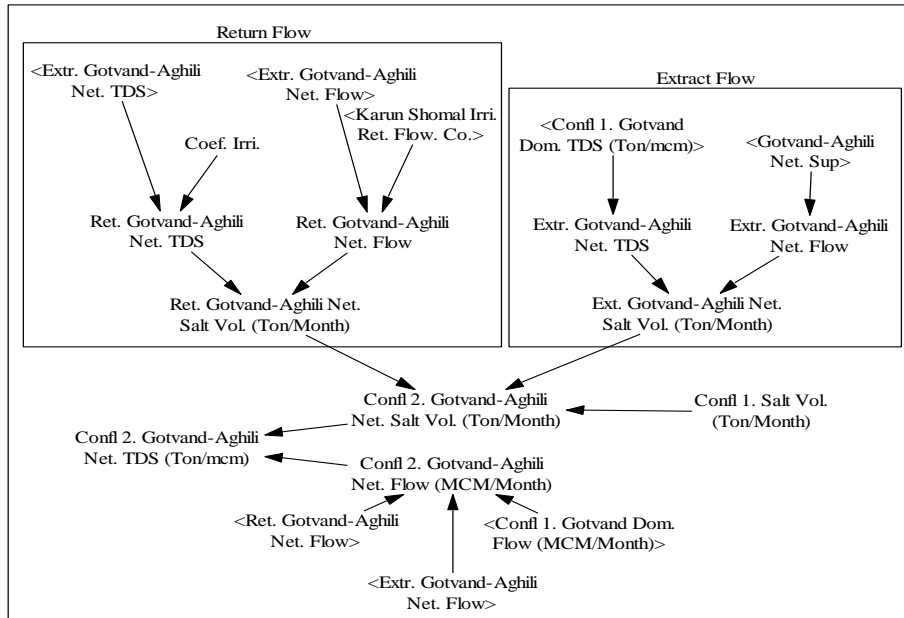 Return Flow
<Extr. Gotvand-Aghili
Net. TDS>
<Extr. Gotvand-Aghili
Net. Flow>
<Karun Shomal Irri.
Ret. Flow. Co.>
Coef. Irri.
Ret. Gotvand-Aghili
Net. TDS
Ret. Gotvand-Aghili
Net. Flow
Ret. Gotvand-Aghili Net.
Salt Vol. (Ton/Month)
Extract Flow
<Confl 1. Gotvand
Dom. TDS (Ton/mcm)>
<Gotvand-Aghili
Net. Sup>
Extr. Gotvand-Aghili
Net. TDS
Extr. Gotvand-Aghili
Net. Flow
Ext. Gotvand-Aghili Net.
Salt Vol. (Ton/Month)
Confl 2. Gotvand-Aghili
Net. Salt Vol. (Ton/Month)
Confl 1. Salt Vol.
(Ton/Month)
Confl 2. Gotvand-Aghili
Net. TDS (Ton/mcm)
Confl 2. Gotvand-Aghili
Net. Flow (MCM/Month)
<Ret. Gotvand-Aghili
Net. Flow>
<Confl 1. Gotvand Dom.
Flow (MCM/Month)>
<Extr. Gotvand-Aghili
Net. Flow>